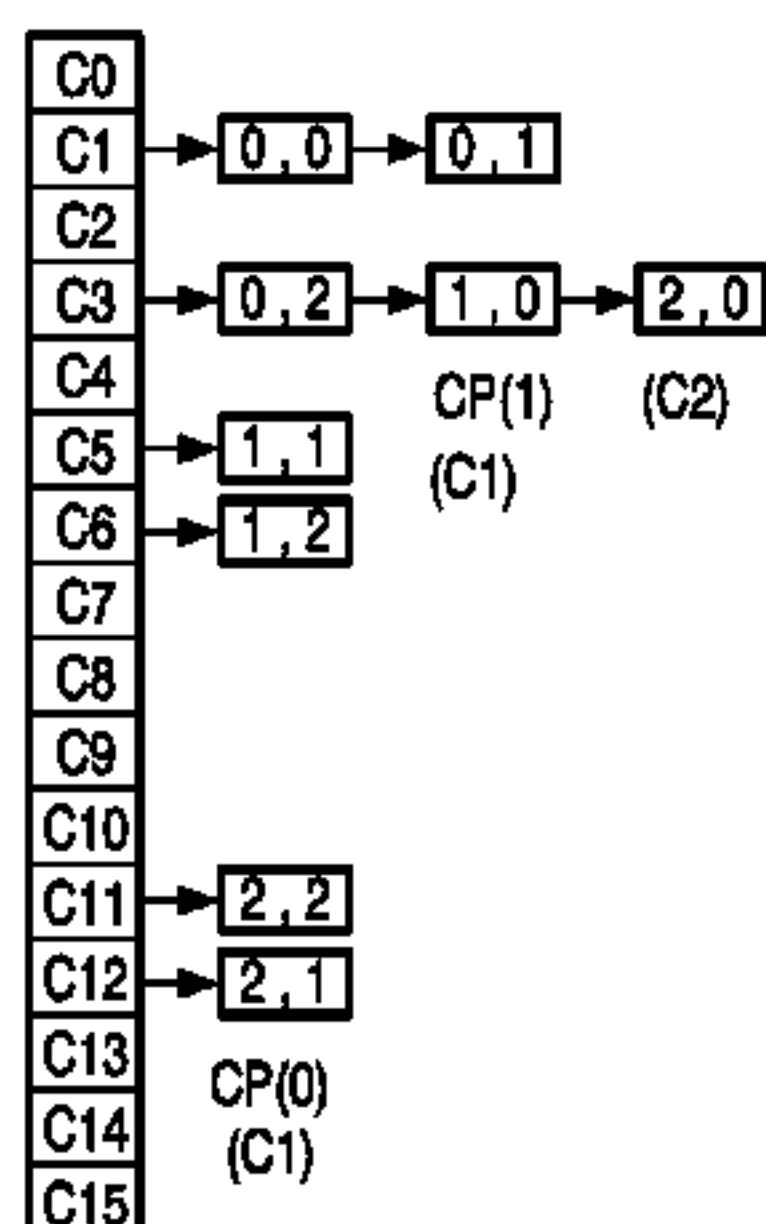 C0
C1 0,0 0,1
C2
C3 0,2 1,0 2,0
C4 CP(1) (C2)
C5 1,1 (C1)
C6 1,2
C7
C8
C9
C10
C11 2,2
C12 2,1
C13 CP(0)
C14 (C1)
C15